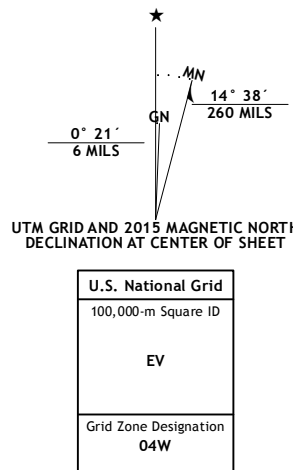 ★
MN
GN
14° 38´
260 MILS
0° 21´
6 MILS
UTM GRID AND 2015 MAGNETIC NORTH
DECLINATION AT CENTER OF SHEET
U.S. National Grid
100,000-m Square ID
EV
Grid Zone Designation
04W